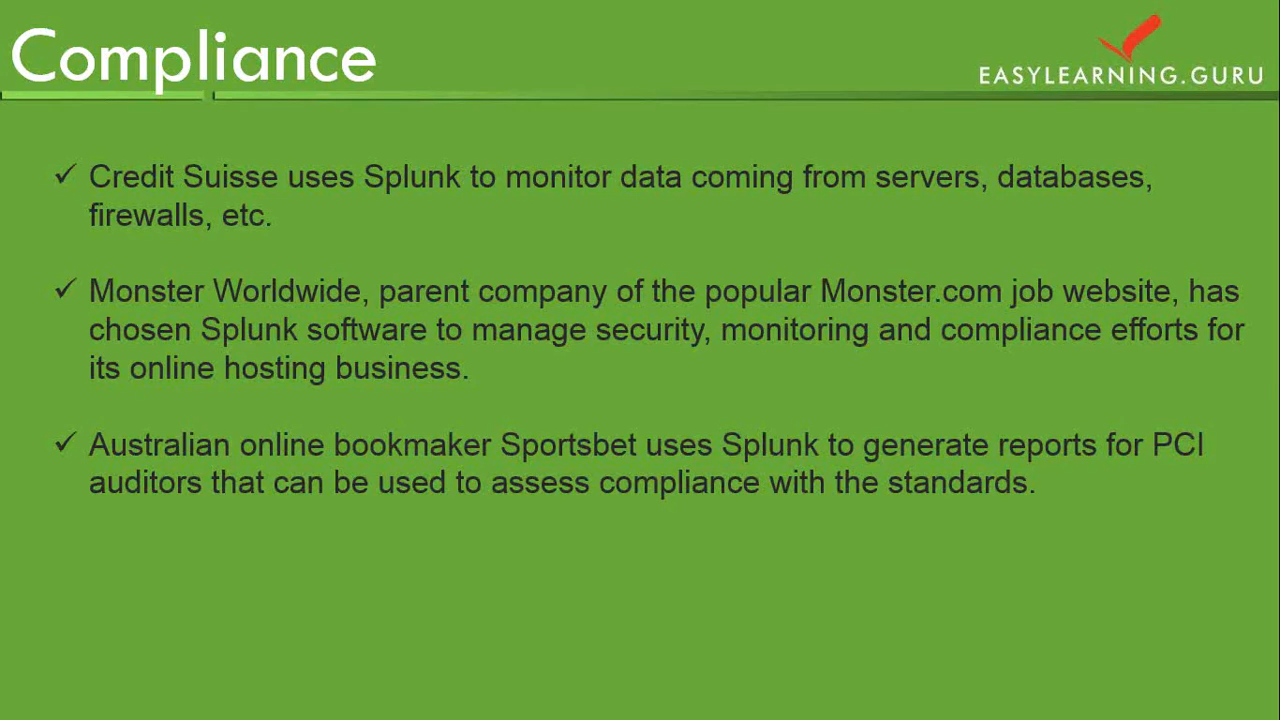 Compliance
EASYLEARNING.GURU
✓ Credit Suisse uses Splunk to monitor data coming from servers, databases,
firewalls, etc.
✓ Monster Worldwide, parent company of the popular Monster.com job website, has
chosen Splunk software to manage security, monitoring and compliance efforts for
its online hosting business.
✓ Australian online bookmaker Sportsbet uses Splunk to generate reports for PCI
auditors that can be used to assess compliance with the standards.